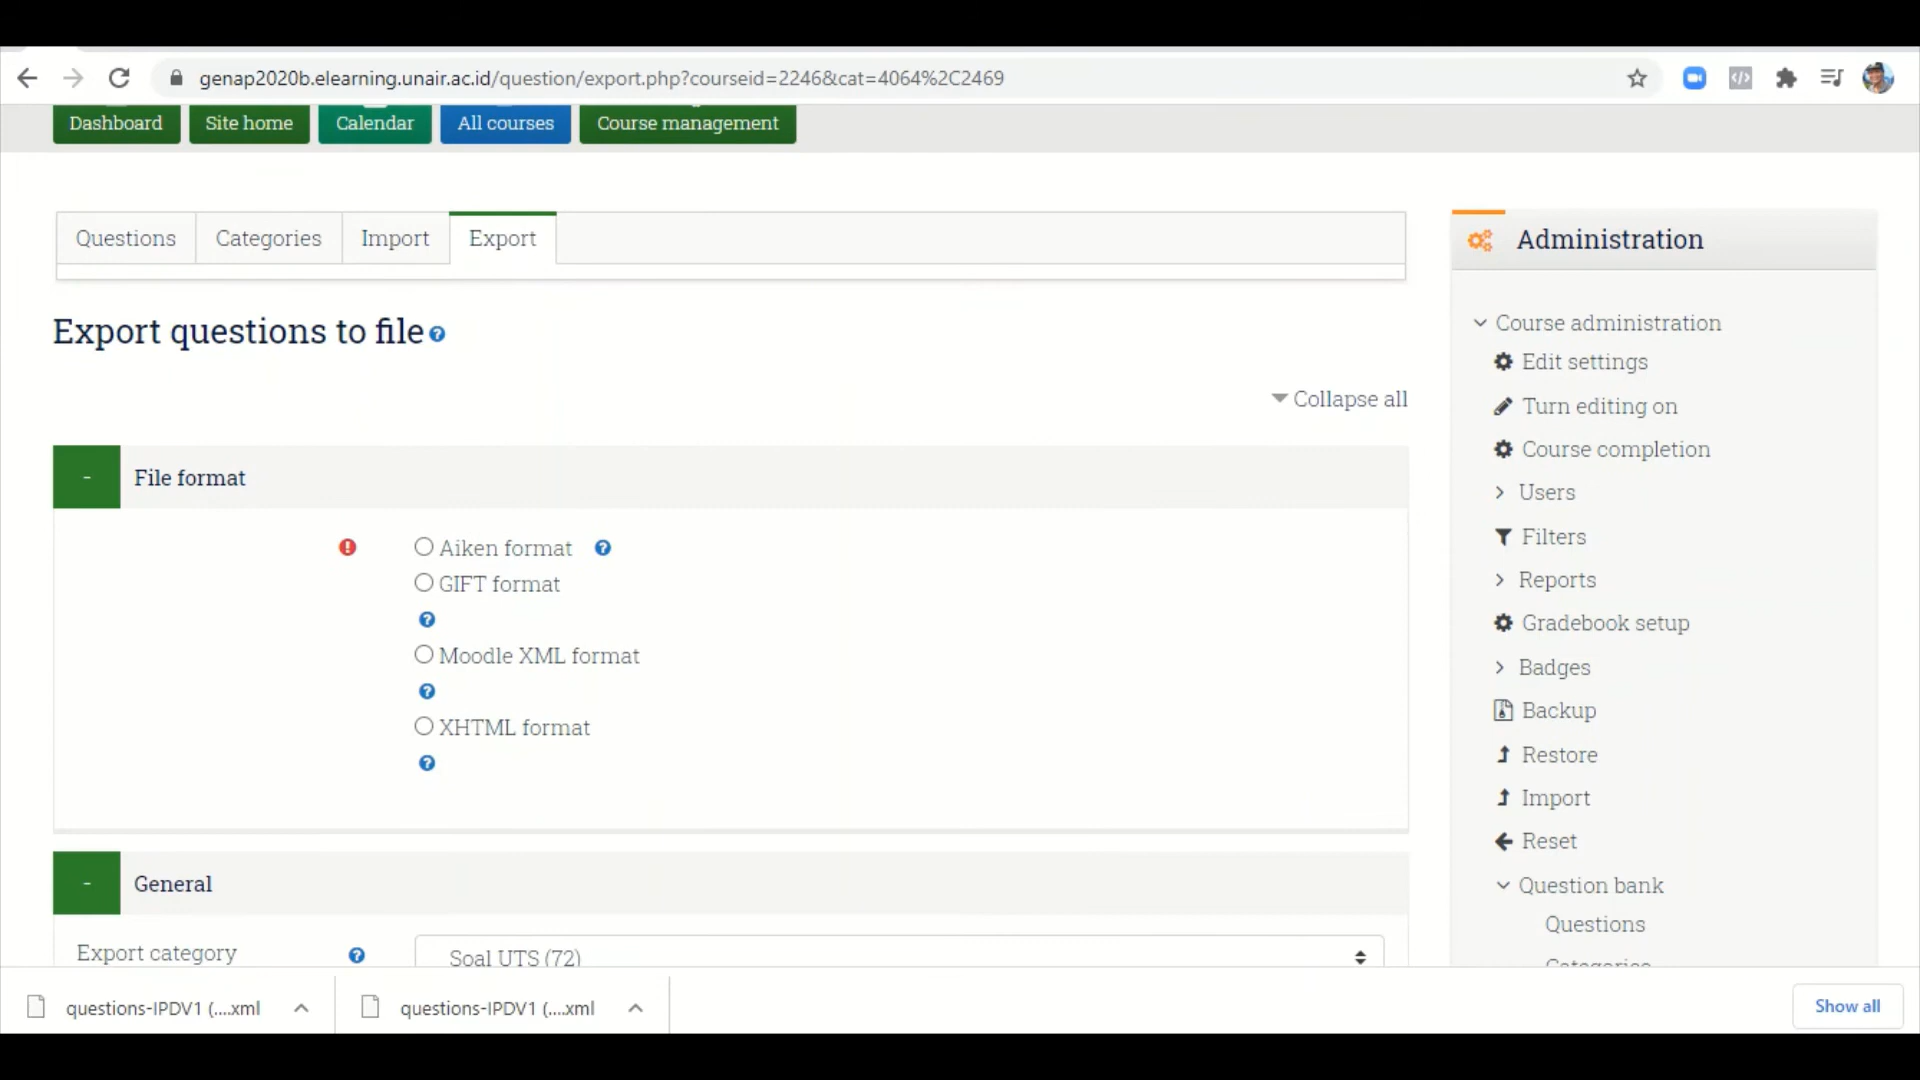 genap2020b.elearning.unair.ac.id/question/export.php?courseid=2246&cat=4064%2C2469
Dashboard
Site home
Calendar
All courses
Course management
Questions
Categories
Import
Export
Export questions to file
Collapse all
-
File format
Aiken format
GIFT format
Moodle XML format
XHTML format
-
General
Export category
Soal UTS (72)
Administration
Course administration
Edit settings
Turn editing on
Course completion
Users
Filters
Reports
Gradebook setup
Badges
Backup
Restore
Import
Reset
Question bank
Questions
Categories
questions-IPDV1 (....xml
questions-IPDV1 (....xml
Show all